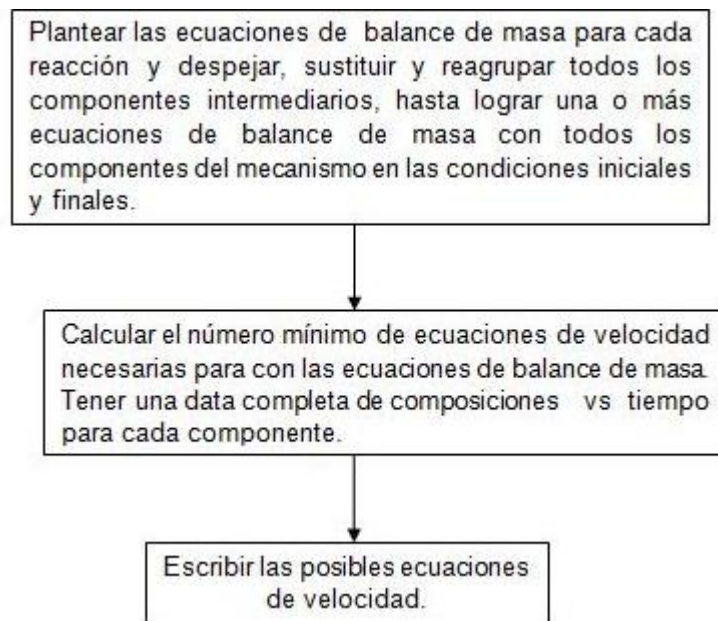 Plantear las ecuaciones de balance de masa para cada
reacción y despejar, sustituir y reagrupar todos los
componentes intermediarios, hasta lograr una o más
ecuaciones de balance de masa con todos los
componentes del mecanismo en las condiciones iniciales
y finales.
Calcular el número mínimo de ecuaciones de velocidad
necesarias para con las ecuaciones de balance de masa.
Tener una data completa de composiciones vs tiempo
para cada componente.
Escribir las posibles ecuaciones
de velocidad.